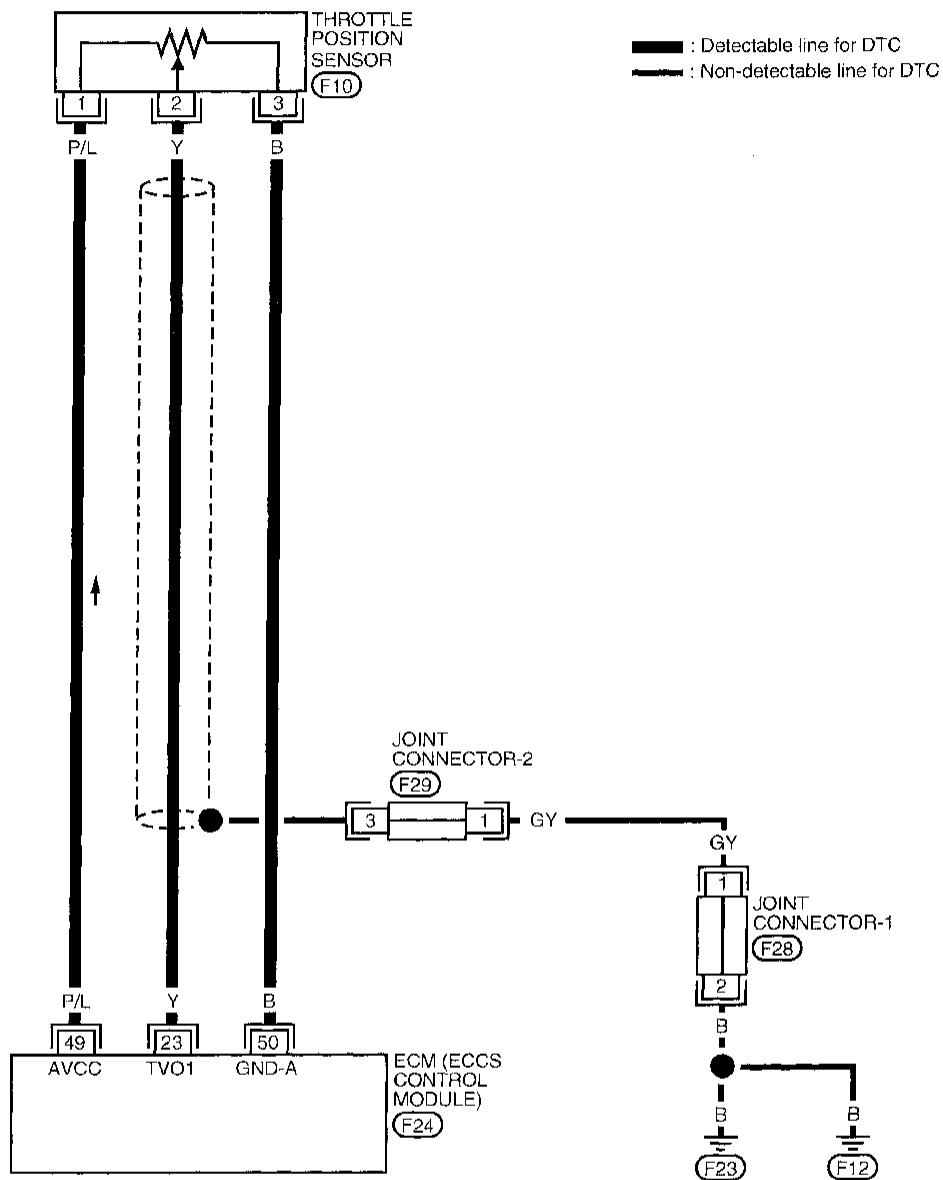 THROTTLE
POSITION
SENSOR
F10
: Detectable line for DTC
: Non-detectable line for DTC
1 2 3
P/L Y B
JOINT
CONNECTOR-2
F29
3 1 GY
GY
1
JOINT
CONNECTOR-1
F28
2
B
P/L Y B
49 23 50
AVCC TVO1 GND-A
ECM (ECCS
CONTROL
MODULE)
F24
B B
F23 F12